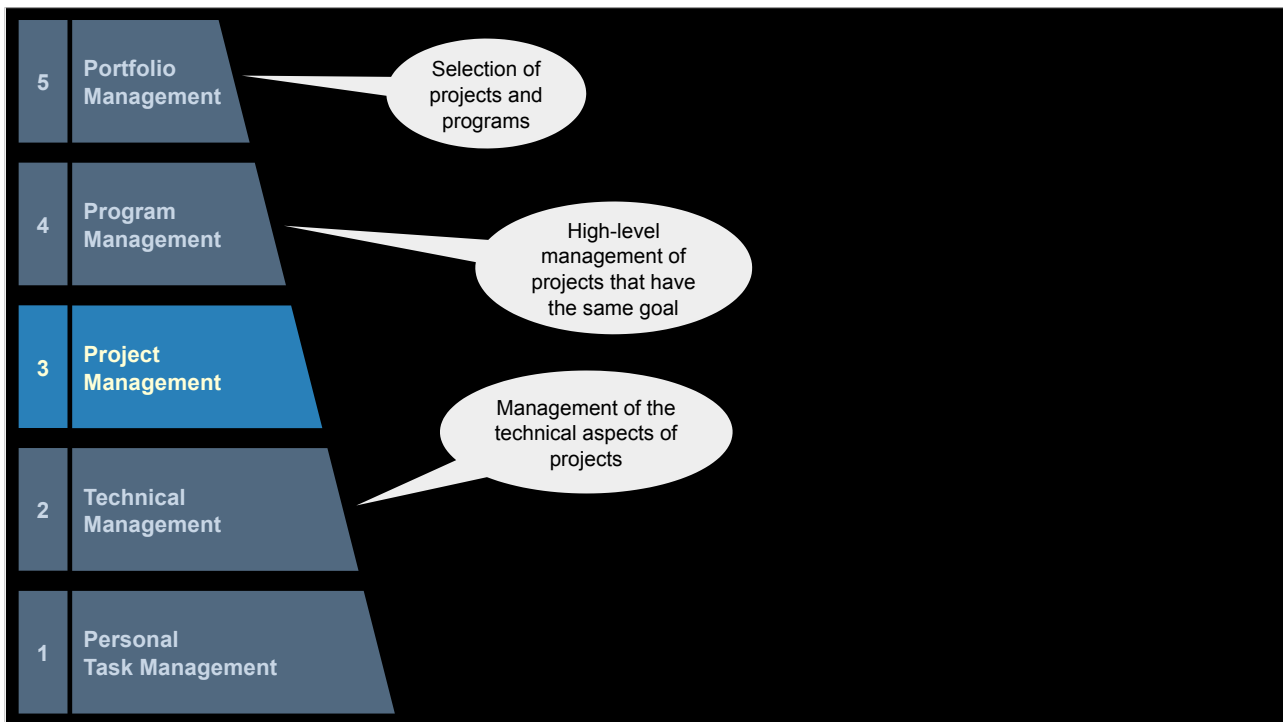 5
Portfolio
Management
Selection of
projects and
programs
4
Program
Management
High-level
management of
projects that have
the same goal
3
Project
Management
Management of the
technical aspects of
projects
2
Technical
Management
1
Personal
Task Management